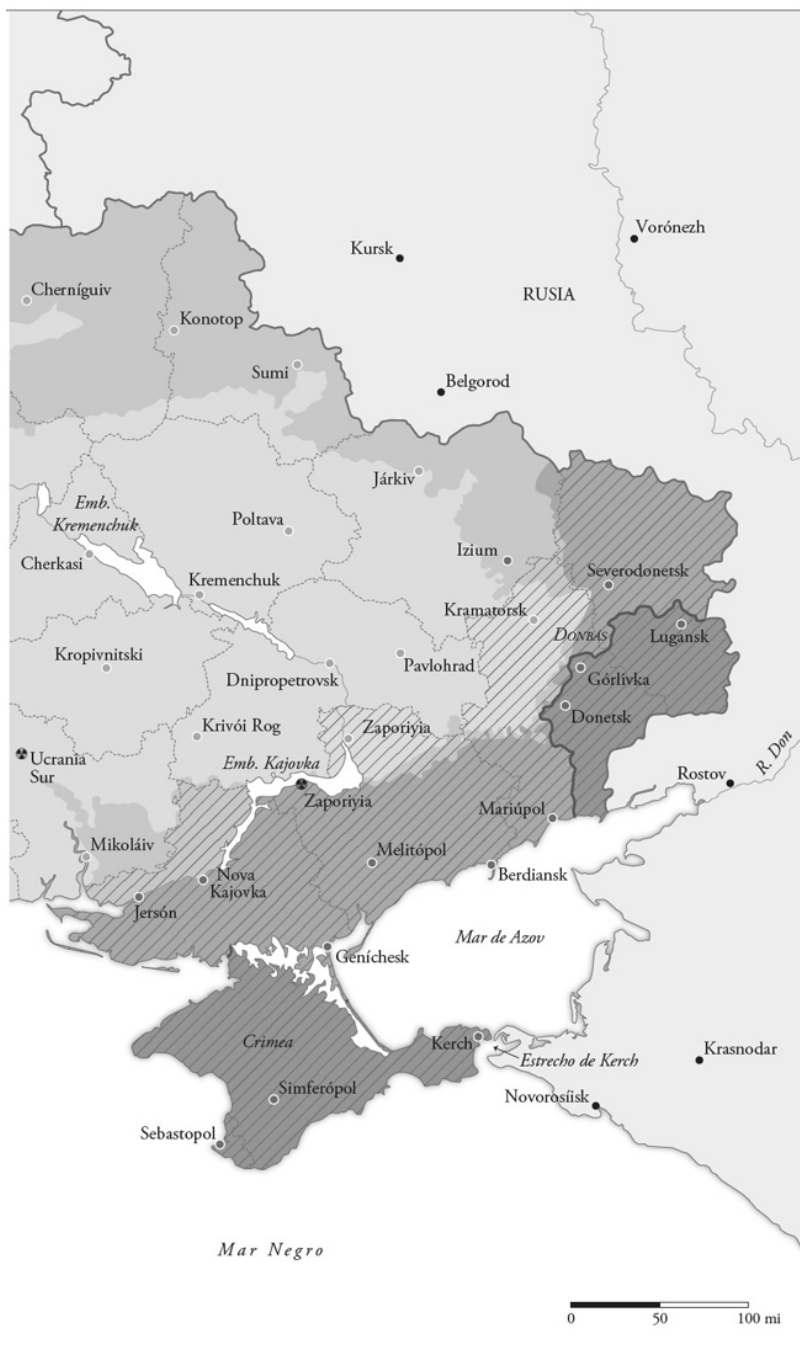 Vorónezh
Kursk
RUSIA
Cherníguiv
Konotop
Sumi
Belgorod
Járkiv
Emb.
Kremenchuk
Poltava
Cherkasi
Izium
Severodonetsk
Kremenchuk
Kramatorsk
DONBÁS
Lugansk
Kropivnitski
Pavlohrad
Dnipropetrovsk
Górlivka
Donetsk
Krivói Rog
Zaporiyia
Ucrania
Sur
Emb. Kajovka
Zaporiyia
Rostov
R. Don
Mariúpol
Mikoláiv
Melitópol
Nova
Kajovka
Berdiansk
Jersón
Mar de Azov
Geníchesk
Crimea
Kerch
Estrecho de Kerch
Krasnodar
Simferópol
Novorosíisk
Sebastopol
Mar Negro
0 50 100 mi